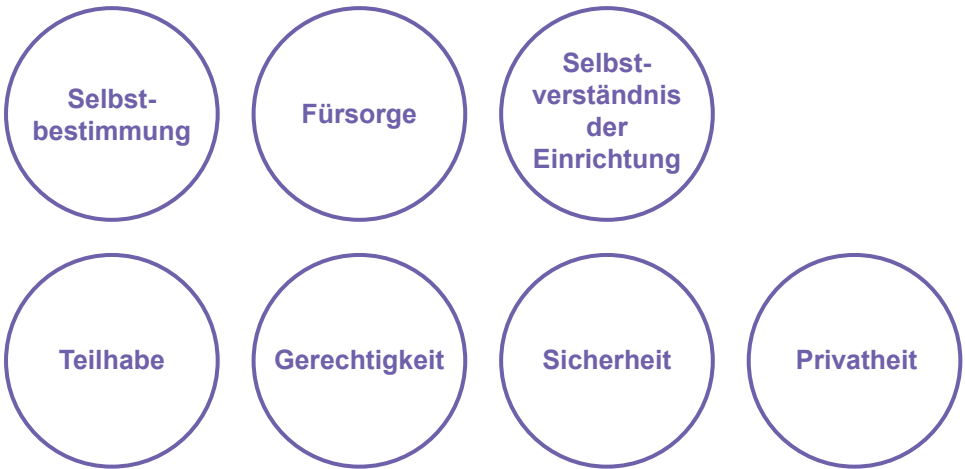 Selbst-
bestimmung
Fürsorge
Selbst-
verständnis
der
Einrichtung
Teilhabe
Gerechtigkeit
Sicherheit
Privatheit